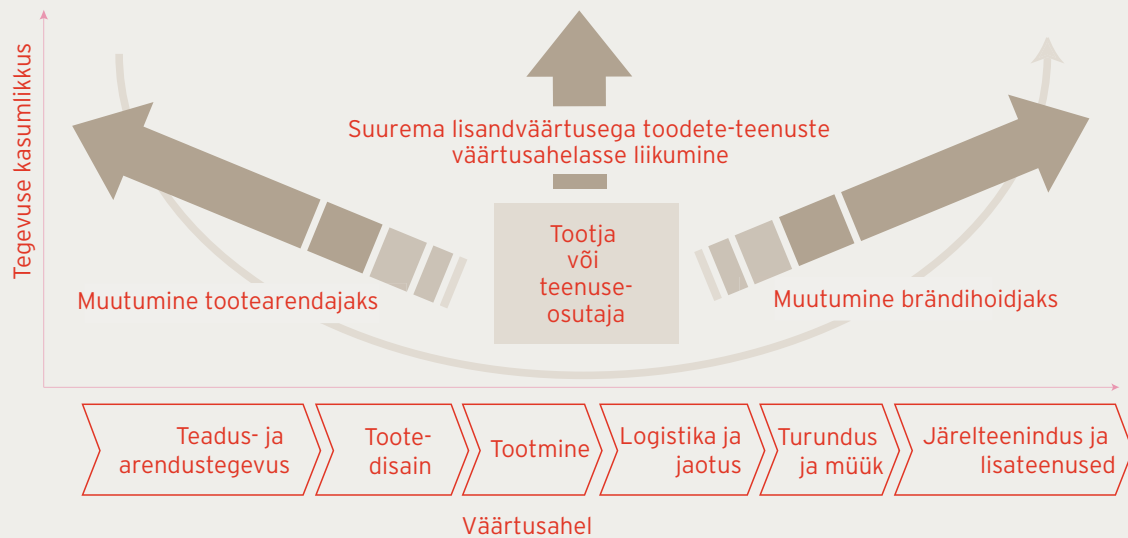 Tegevuse kasumlikkus
Suurema lisandväärtusega toodete-teenuste
väärtusahelasse liikumine
Tootja
või
teenuse-
osutaja
Muutumine tootearendajaks
Muutumine brändihoidjaks
Teadus- ja
arendustegevus
Toote-
disain
Tootmine
Logistika ja
jaotus
Turundus
ja müük
Järelteenindus ja
lisateenused
Väärtusahel